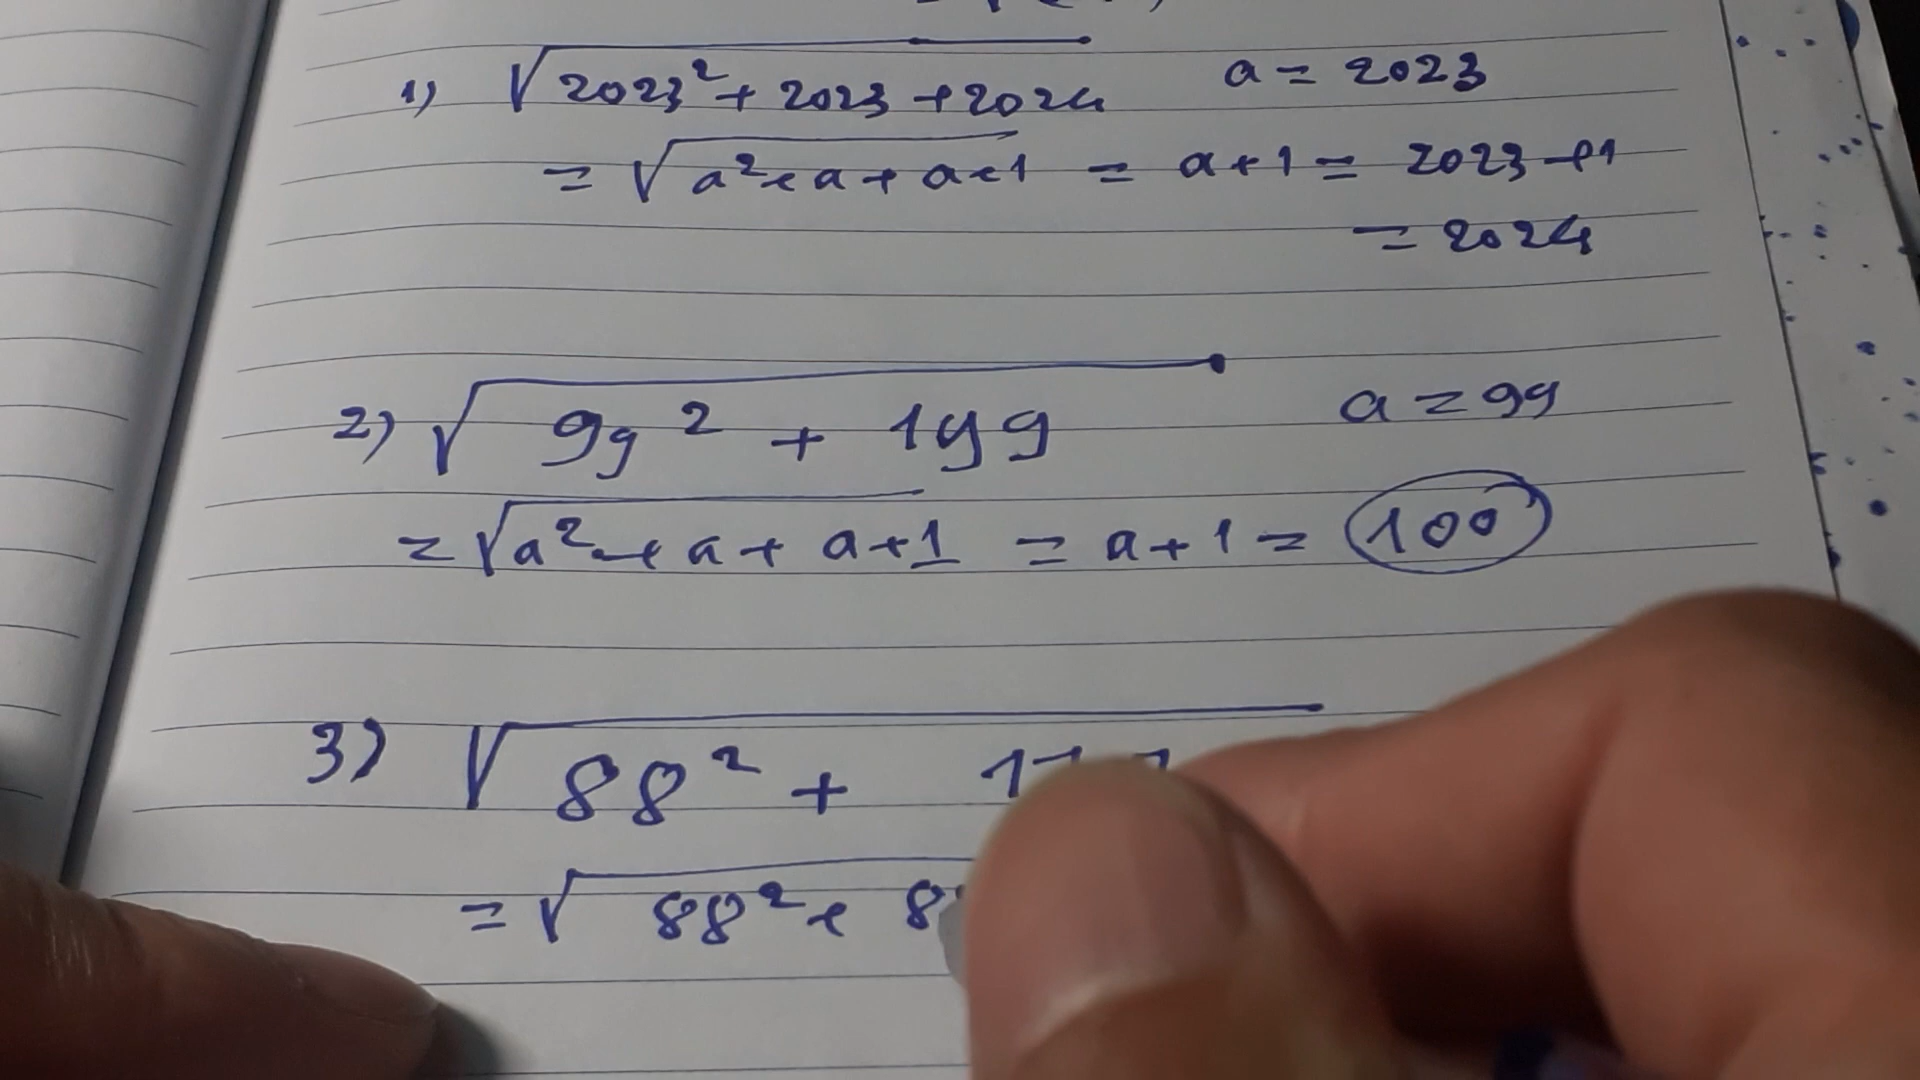 1) √2023² + 2023 + 2024 a = 2023
= √a² + a + a + 1 = a + 1 = 2023 + 1
= 2024
2) √99² + 199 a = 99
= √a² + a + a + 1 = a + 1 = 100
3) √88² +
= √88² +